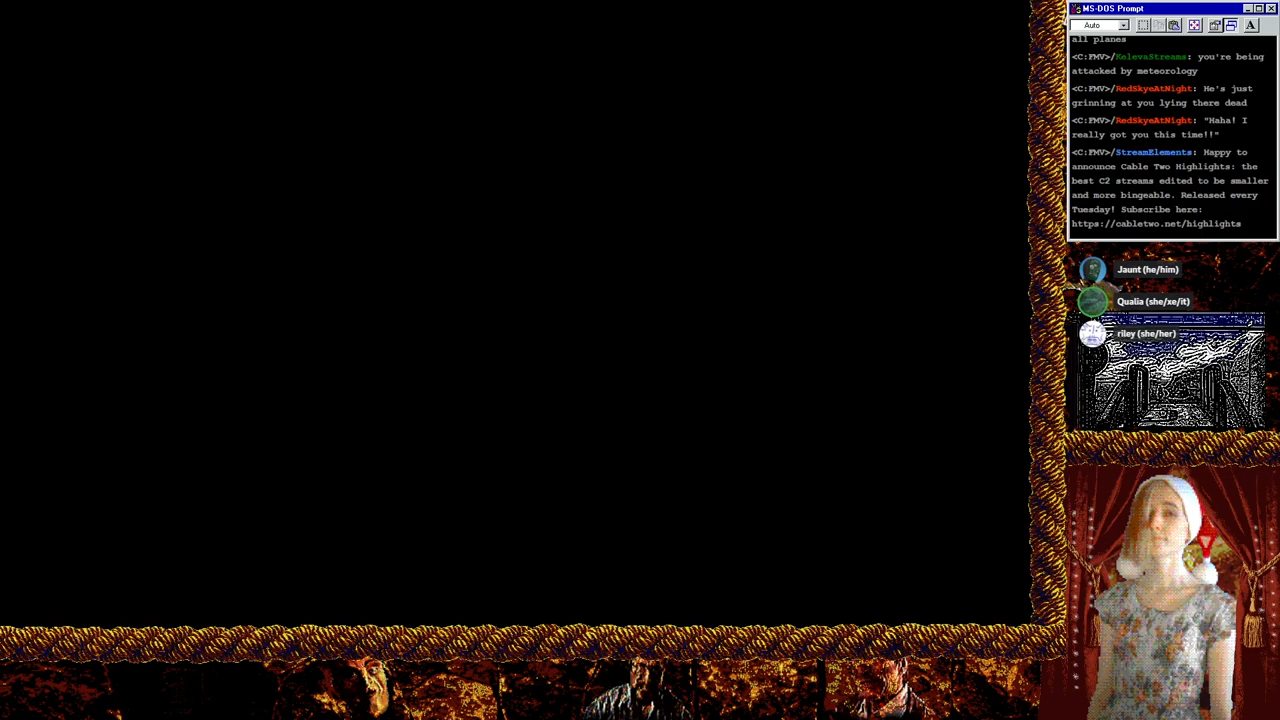 MS-DOS Prompt
Auto
A
all planes
<C:FMV>/KelevaStreams: you're being
attacked by meteorology
<C:FMV>/RedSkyeAtNight: He's just
grinning at you lying there dead
<C:FMV>/RedSkyeAtNight: "Haha! I
really got you this time!!"
<C:FMV>/StreamElements: Happy to
announce Cable Two Highlights: the
best C2 streams edited to be smaller
and more bingeable. Released every
Tuesday! Subscribe here:
https://cabletwo.net/highlights
Jaunt (he/him)
Qualia (she/xe/it)
riley (she/her)